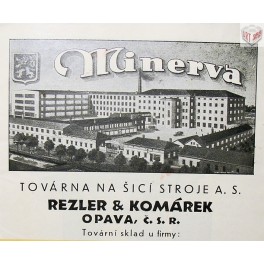 Minerva
TOVÁRNA NA ŠICÍ STROJE A. S.
REZLER & KOMÁREK
OPAVA, Č. S. R.
Tovární sklad u firmy: